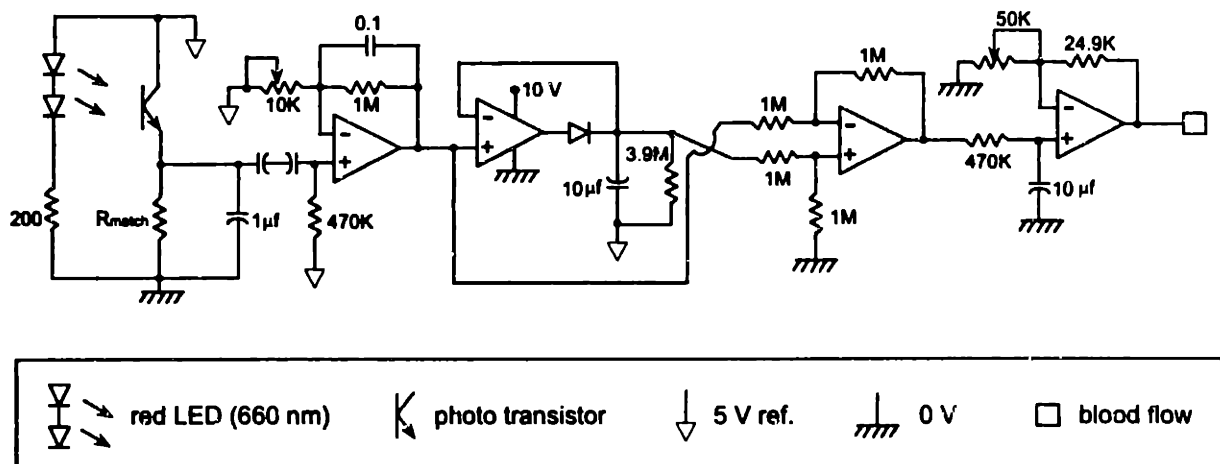 0.1
50K
24.9K
10K
1M
10 V
1M
1M
3.9M
470K
10 µf
200
Rmatch
1µf
470K
10µf
1M
1M
red LED (660 nm)
photo transistor
5 V ref.
0 V
blood flow